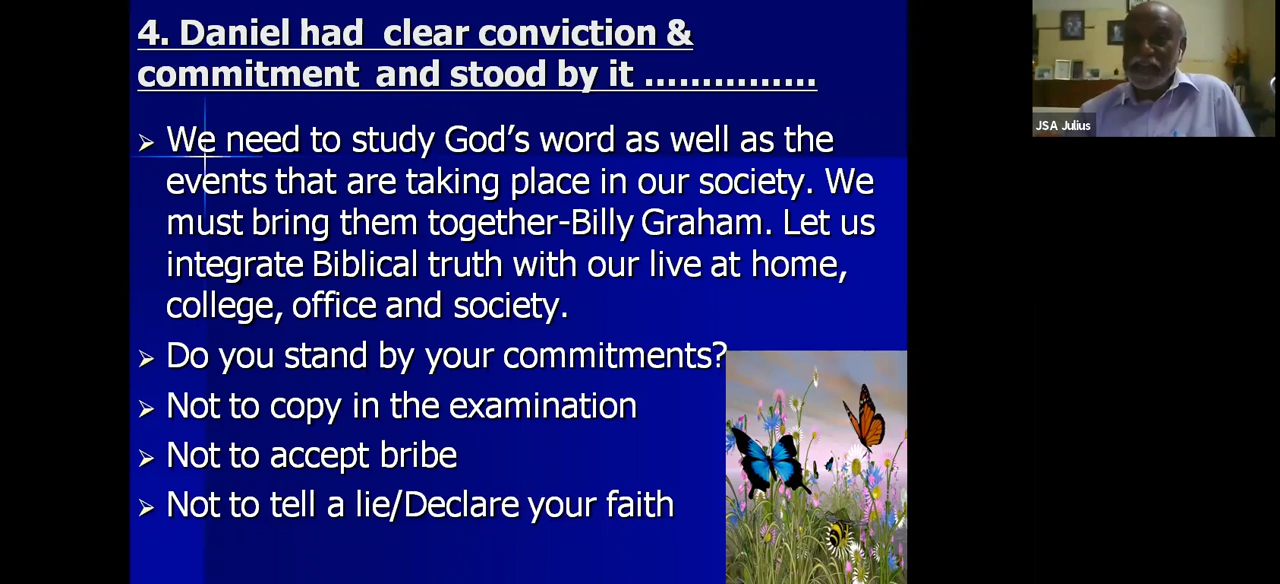 4. Daniel had clear conviction &
commitment and stood by it ...............
➢ We need to study God's word as well as the
events that are taking place in our society. We
must bring them together-Billy Graham. Let us
integrate Biblical truth with our live at home,
college, office and society.
➢ Do you stand by your commitments?
➢ Not to copy in the examination
➢ Not to accept bribe
➢ Not to tell a lie/Declare your faith
JSA Julius